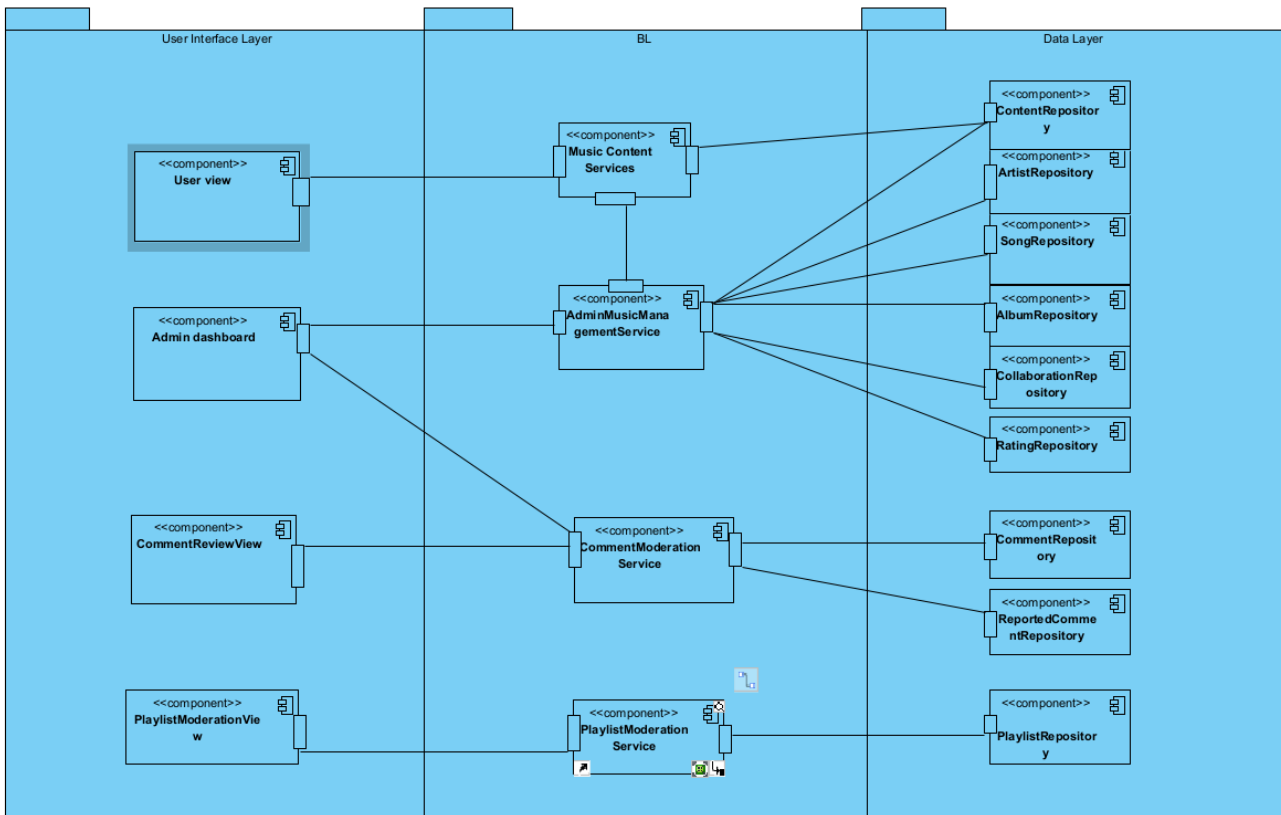 User Interface Layer
BL
Data Layer
<<component>>
User view
<<component>>
Admin dashboard
<<component>>
CommentReviewView
<<component>>
PlaylistModerationVie
w
<<component>>
Music Content
Services
<<component>>
AdminMusicMana
gementService
<<component>>
CommentModeration
Service
<<component>>
PlaylistModeration
Service
<<component>>
ContentRepositor
y
<<component>>
ArtistRepository
<<component>>
SongRepository
<<component>>
AlbumRepository
<<component>>
CollaborationRep
ository
<<component>>
RatingRepository
<<component>>
CommentReposit
ory
<<component>>
ReportedComme
ntRepository
<<component>>
PlaylistRepositor
y